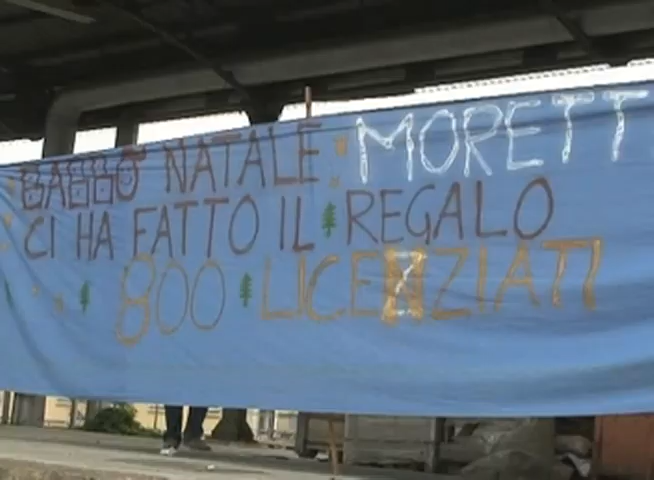 BABBO NATALE MORETT
CI HA FATTO IL REGALO
800 LICENZIATI